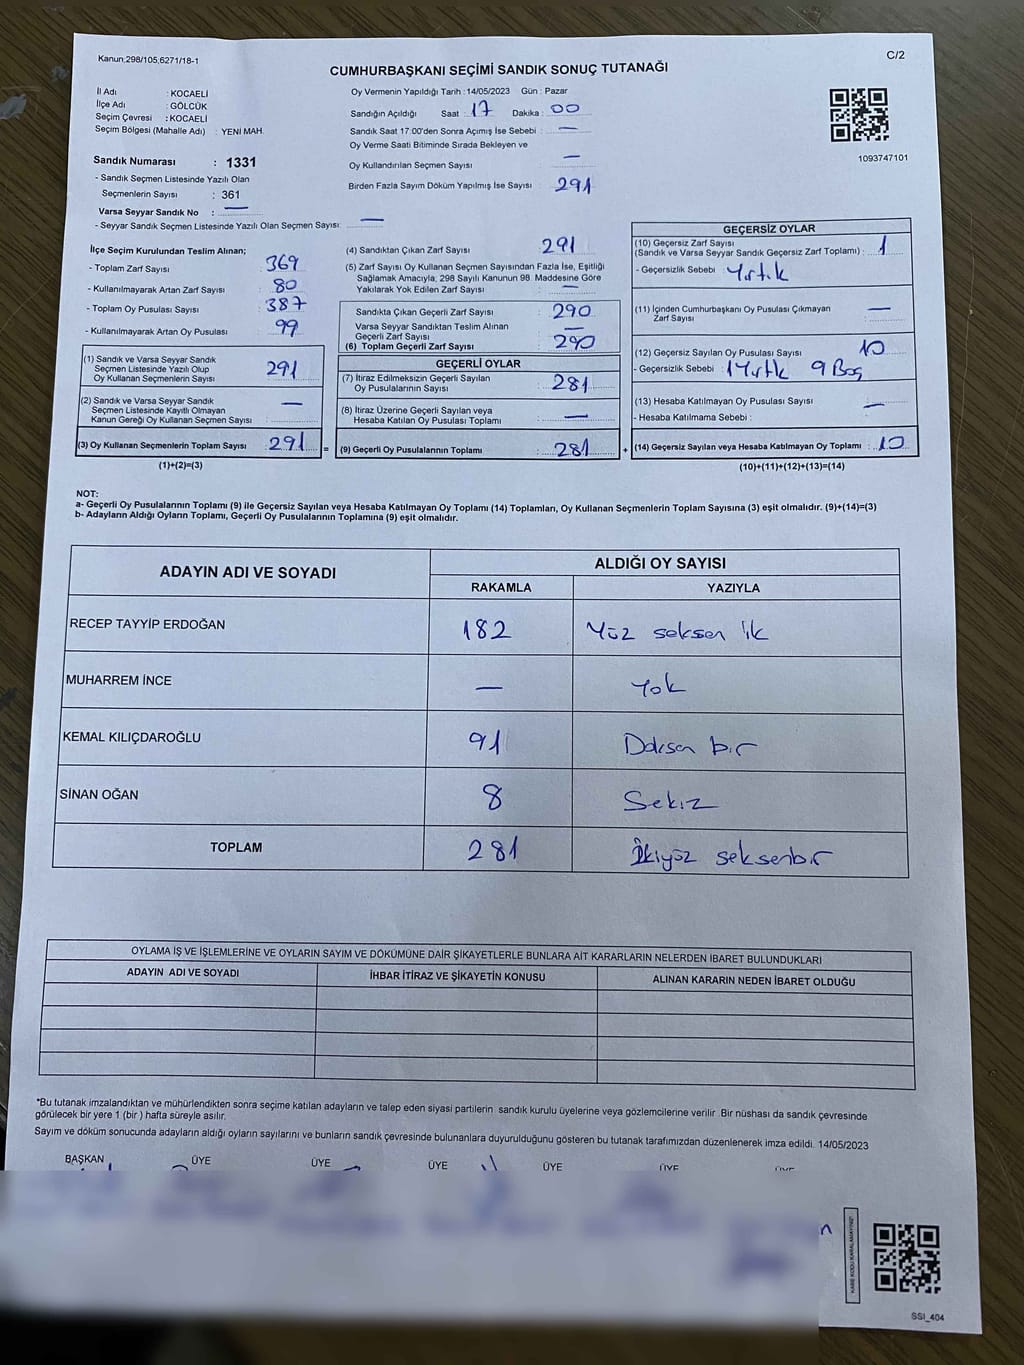 Kanun;298/105,6271/18-1
C/2
CUMHURBAŞKANI SEÇİMİ SANDIK SONUÇ TUTANAĞI
İl Adı : KOCAELİ
İlçe Adı : GÖLCÜK
Seçim Çevresi : KOCAELİ
Seçim Bölgesi (Mahalle Adı) : YENİ MAH.
Sandık Numarası : 1331
- Sandık Seçmen Listesinde Yazılı Olan
Seçmenlerin Sayısı : 361
Varsa Seyyar Sandık No : —
- Seyyar Sandık Seçmen Listesinde Yazılı Olan Seçmen Sayısı: —
Oy Vermenin Yapıldığı Tarih : 14/05/2023 Gün : Pazar
Sandığın Açıldığı Saat : 17 Dakika : 00
Sandık Saat 17:00'den Sonra Açımış İse Sebebi : —
Oy Verme Saati Bitiminde Sırada Bekleyen ve
Oy Kullandırılan Seçmen Sayısı —
Birden Fazla Sayım Döküm Yapılmış İse Sayısı : 291
1093747101
İlçe Seçim Kurulundan Teslim Alınan;
- Toplam Zarf Sayısı : 369
- Kullanılmayarak Artan Zarf Sayısı : 80
- Toplam Oy Pusulası Sayısı : 387
- Kullanılmayarak Artan Oy Pusulası : 99
(1) Sandık ve Varsa Seyyar Sandık
Seçmen Listesinde Yazılı Olup
Oy Kullanan Seçmenlerin Sayısı : 291
(2) Sandık ve Varsa Seyyar Sandık
Seçmen Listesinde Kayıtlı Olmayan
Kanun Gereği Oy Kullanan Seçmen Sayısı : —
(3) Oy Kullanan Seçmenlerin Toplam Sayısı : 291
(1)+(2)=(3)
(4) Sandıktan Çıkan Zarf Sayısı : 291
(5) Zarf Sayısı Oy Kullanan Seçmen Sayısından Fazla İse, Eşitliği
Sağlamak Amacıyla; 298 Sayılı Kanunun 98. Maddesine Göre
Yakılarak Yok Edilen Zarf Sayısı : —
Sandıkta Çıkan Geçerli Zarf Sayısı : 290
Varsa Seyyar Sandıktan Teslim Alınan
Geçerli Zarf Sayısı : —
(6) Toplam Geçerli Zarf Sayısı : 290
GEÇERLİ OYLAR
(7) İtiraz Edilmeksizin Geçerli Sayılan
Oy Pusulalarının Sayısı : 281
(8) İtiraz Üzerine Geçerli Sayılan veya
Hesaba Katılan Oy Pusulası Toplamı : —
= (9) Geçerli Oy Pusulalarının Toplamı : 281 +
GEÇERSİZ OYLAR
(10) Geçersiz Zarf Sayısı
(Sandık ve Varsa Seyyar Sandık Geçersiz Zarf Toplamı) : 1
- Geçersizlik Sebebi : Yırtık
(11) İçinden Cumhurbaşkanı Oy Pusulası Çıkmayan
Zarf Sayısı : —
(12) Geçersiz Sayılan Oy Pusulası Sayısı : 10
- Geçersizlik Sebebi : 1 Yırtık 9 Boş
(13) Hesaba Katılmayan Oy Pusulası Sayısı : —
- Hesaba Katılmama Sebebi :
(14) Geçersiz Sayılan veya Hesaba Katılmayan Oy Toplamı : 10
(10)+(11)+(12)+(13)=(14)
NOT:
a- Geçerli Oy Pusulalarının Toplamı (9) ile Geçersiz Sayılan veya Hesaba Katılmayan Oy Toplamı (14) Toplamları, Oy Kullanan Seçmenlerin Toplam Sayısına (3) eşit olmalıdır. (9)+(14)=(3)
b- Adayların Aldığı Oyların Toplamı, Geçerli Oy Pusulalarının Toplamına (9) eşit olmalıdır.
ADAYIN ADI VE SOYADI
ALDIĞI OY SAYISI
RAKAMLA YAZIYLA
RECEP TAYYİP ERDOĞAN 182 Yüz seksen iki
MUHARREM İNCE — Yok
KEMAL KILIÇDAROĞLU 91 Doksan bir
SİNAN OĞAN 8 Sekiz
TOPLAM 281 İkiyüz seksenbir
OYLAMA İŞ VE İŞLEMLERİNE VE OYLARIN SAYIM VE DÖKÜMÜNE DAİR ŞİKAYETLERLE BUNLARA AİT KARARLARIN NELERDEN İBARET BULUNDUKLARI
ADAYIN ADI VE SOYADI İHBAR İTİRAZ VE ŞİKAYETİN KONUSU ALINAN KARARIN NEDEN İBARET OLDUĞU
*Bu tutanak imzalandıktan ve mühürlendikten sonra seçime katılan adayların ve talep eden siyasi partilerin sandık kurulu üyelerine veya gözlemcilerine verilir. Bir nüshası da sandık çevresinde
görülecek bir yere 1 (bir ) hafta süreyle asılır.
Sayım ve döküm sonucunda adayların aldığı oyların sayılarını ve bunların sandık çevresinde bulunanlara duyurulduğunu gösteren bu tutanak tarafımızdan düzenlenerek imza edildi. 14/05/2023
BAŞKAN ÜYE ÜYE ÜYE ÜYE ÜYE ÜYE
KARE KODU KARALAMAYINIZ!
SSI_404